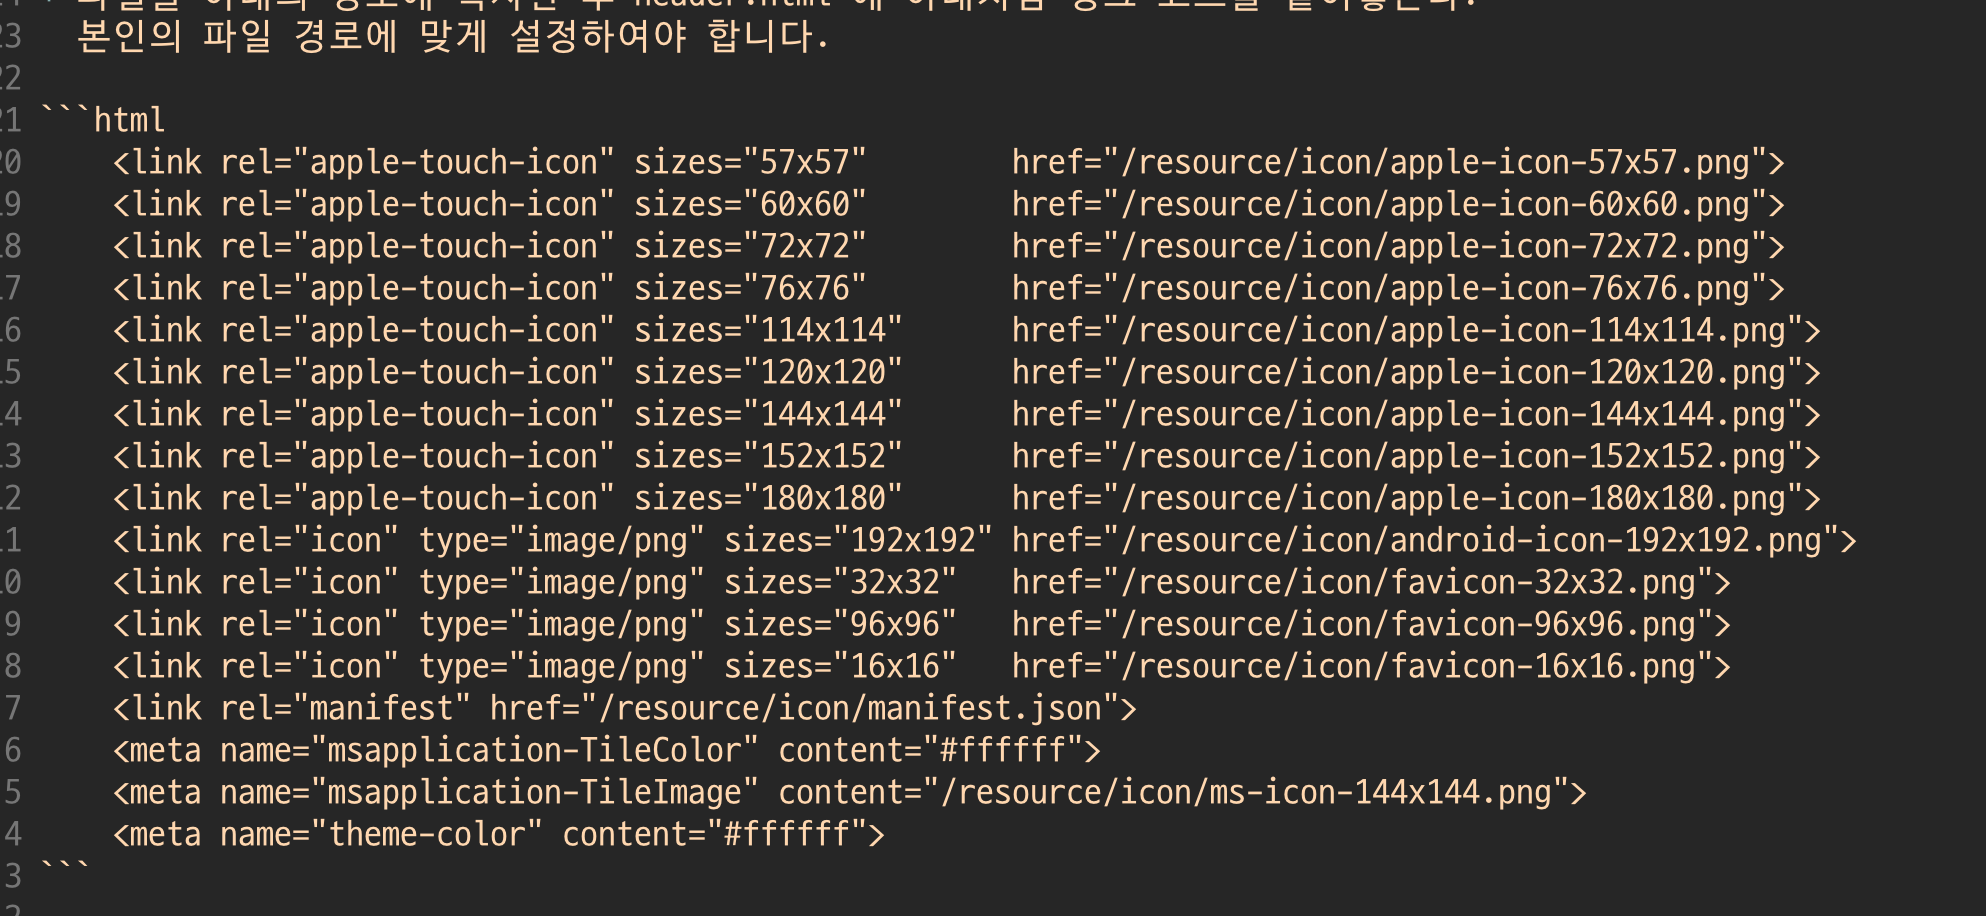 header.html
23 본인의 파일 경로에 맞게 설정하여야 합니다.
22
21 ```html
20 <link rel="apple-touch-icon" sizes="57x57" href="/resource/icon/apple-icon-57x57.png">
19 <link rel="apple-touch-icon" sizes="60x60" href="/resource/icon/apple-icon-60x60.png">
18 <link rel="apple-touch-icon" sizes="72x72" href="/resource/icon/apple-icon-72x72.png">
17 <link rel="apple-touch-icon" sizes="76x76" href="/resource/icon/apple-icon-76x76.png">
16 <link rel="apple-touch-icon" sizes="114x114" href="/resource/icon/apple-icon-114x114.png">
15 <link rel="apple-touch-icon" sizes="120x120" href="/resource/icon/apple-icon-120x120.png">
14 <link rel="apple-touch-icon" sizes="144x144" href="/resource/icon/apple-icon-144x144.png">
13 <link rel="apple-touch-icon" sizes="152x152" href="/resource/icon/apple-icon-152x152.png">
12 <link rel="apple-touch-icon" sizes="180x180" href="/resource/icon/apple-icon-180x180.png">
11 <link rel="icon" type="image/png" sizes="192x192" href="/resource/icon/android-icon-192x192.png">
10 <link rel="icon" type="image/png" sizes="32x32" href="/resource/icon/favicon-32x32.png">
9 <link rel="icon" type="image/png" sizes="96x96" href="/resource/icon/favicon-96x96.png">
8 <link rel="icon" type="image/png" sizes="16x16" href="/resource/icon/favicon-16x16.png">
7 <link rel="manifest" href="/resource/icon/manifest.json">
6 <meta name="msapplication-TileColor" content="#ffffff">
5 <meta name="msapplication-TileImage" content="/resource/icon/ms-icon-144x144.png">
4 <meta name="theme-color" content="#ffffff">
3 ```
2